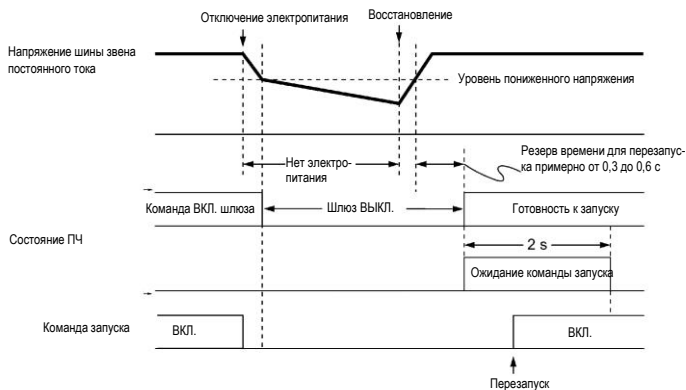 Отключение электропитания
Восстановление
Напряжение шины звена
постоянного тока
Уровень пониженного напряжения
Резерв времени для перезапус-
ка примерно от 0,3 до 0,6 с
Нет электро-
питания
Команда ВКЛ. шлюза
Шлюз ВЫКЛ.
Готовность к запуску
Состояние ПЧ
2 s
Ожидание команды запуска
Команда запуска
ВКЛ.
ВКЛ.
Перезапуск